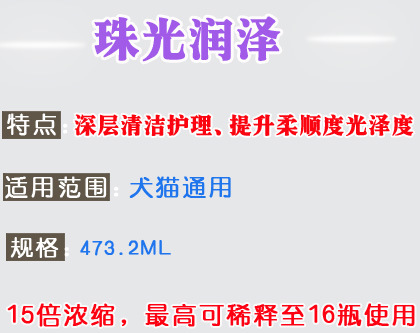 珠光润泽
特点：深层清洁护理、提升柔顺度光泽度
适用范围：犬猫通用
规格：473.2ML
15倍浓缩，最高可稀释至16瓶使用